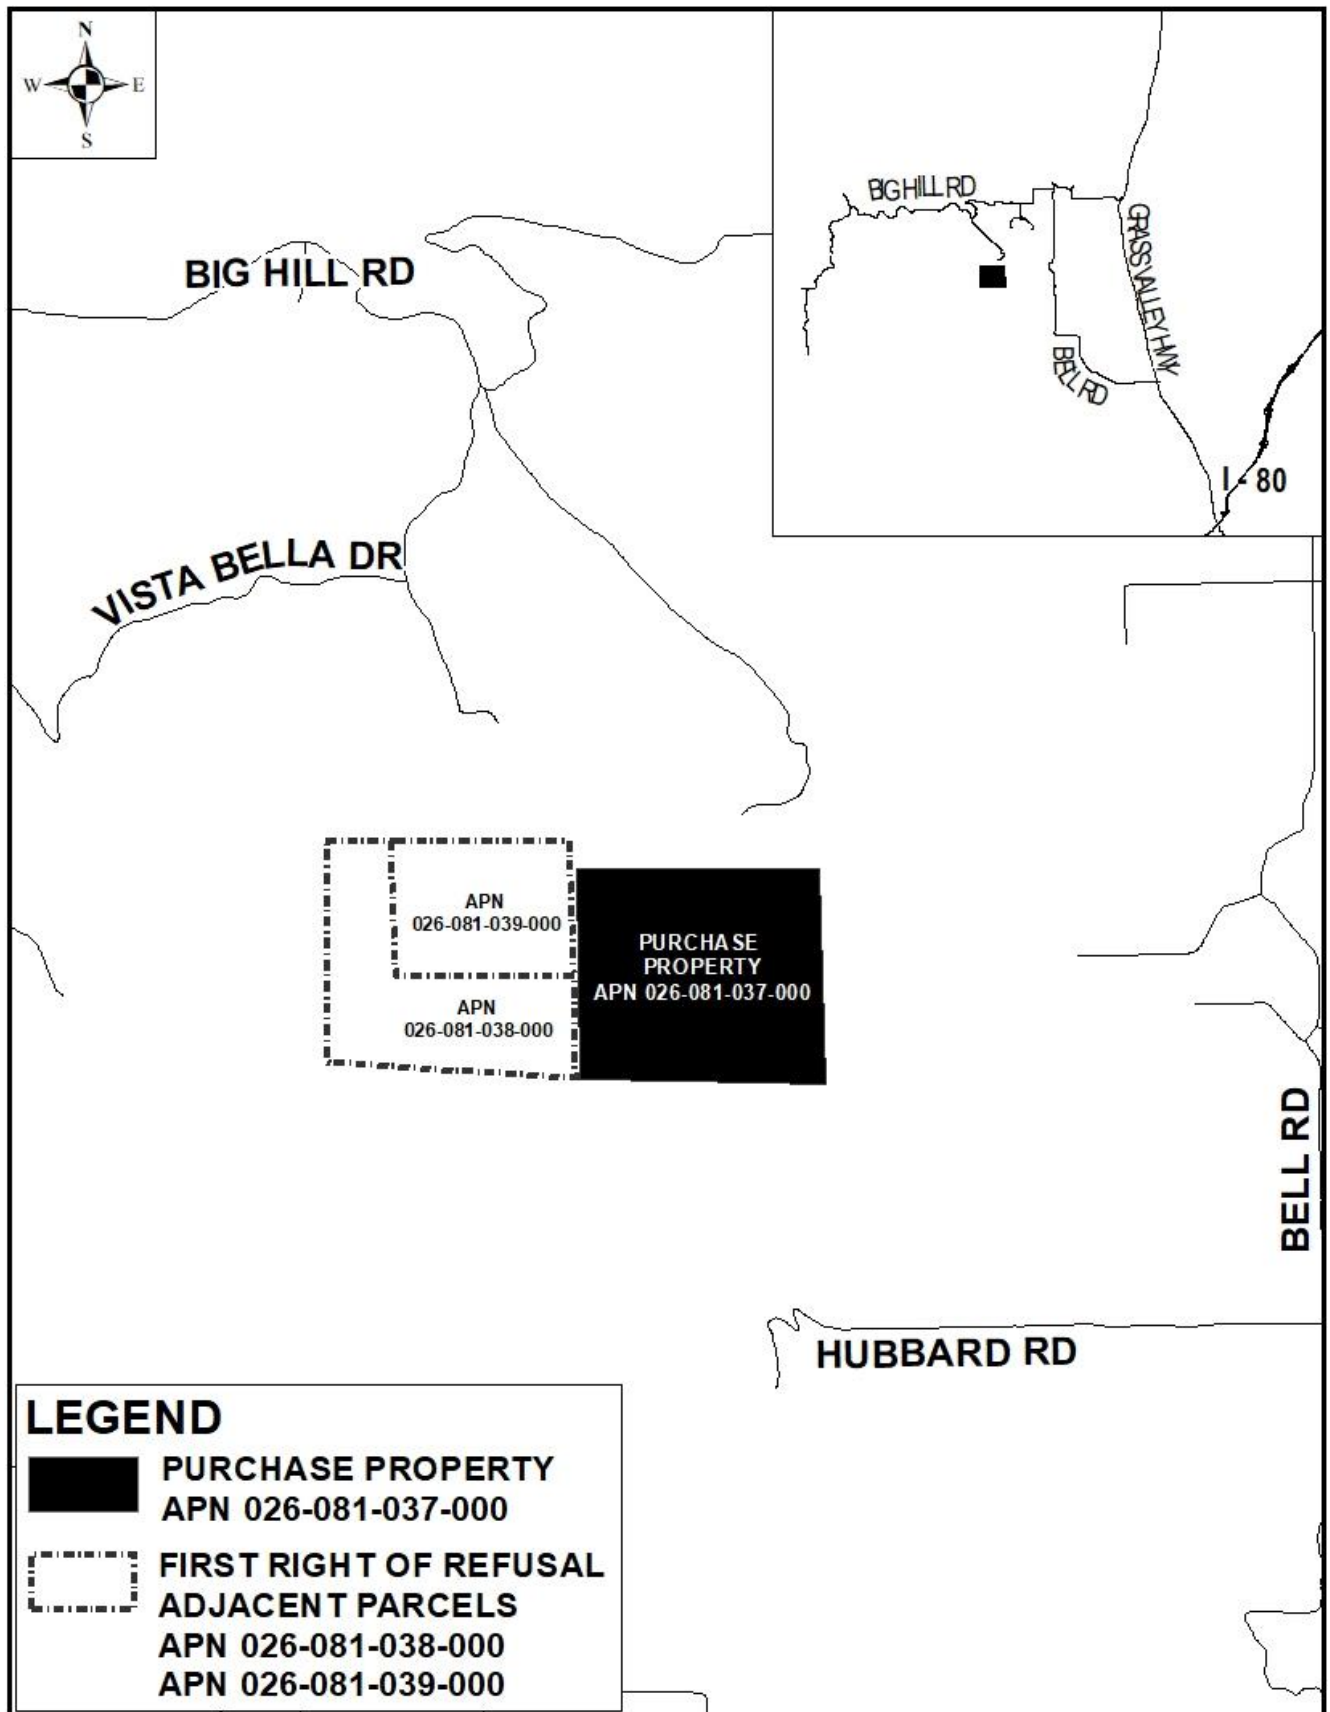 N
W E
S
BIG HILL RD
GRASS VALLEY HWY
BELL RD
I - 80
BIG HILL RD
VISTA BELLA DR
APN
026-081-039-000
PURCHASE
PROPERTY
APN 026-081-037-000
APN
026-081-038-000
BELL RD
HUBBARD RD
LEGEND
PURCHASE PROPERTY
APN 026-081-037-000
FIRST RIGHT OF REFUSAL
ADJACENT PARCELS
APN 026-081-038-000
APN 026-081-039-000